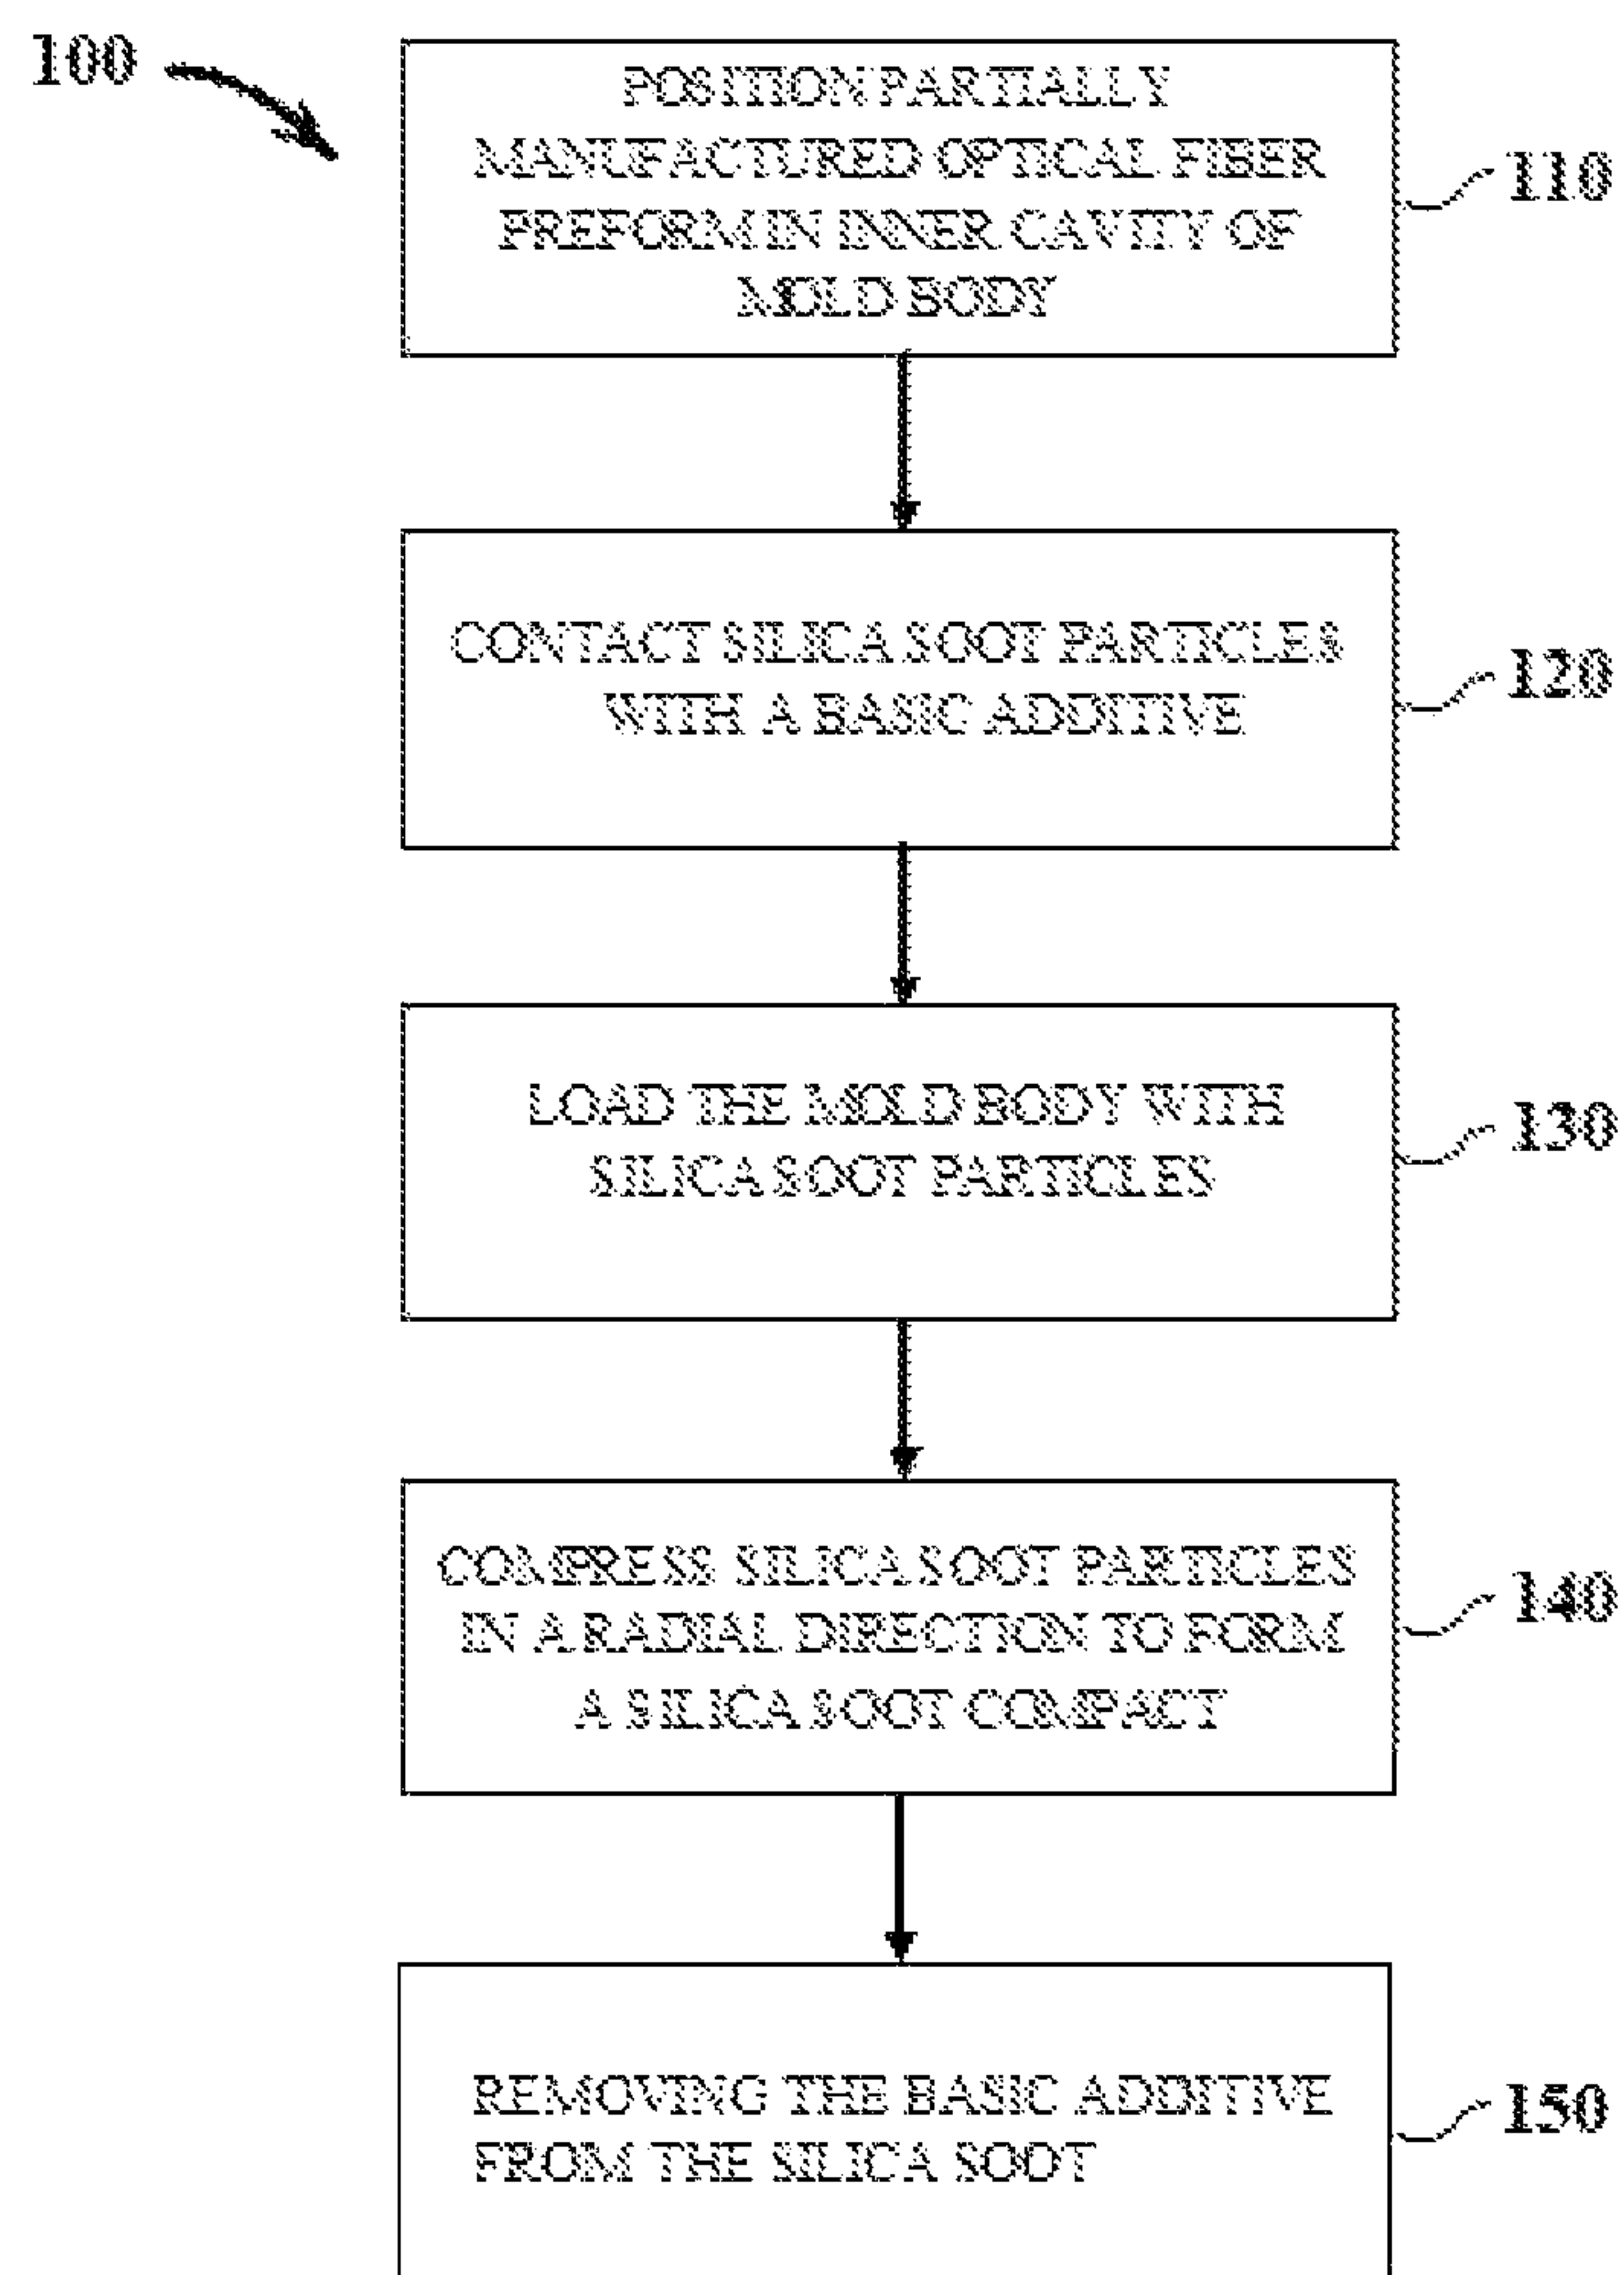 100
POSITION PARTIALLY
MANUFACTURED OPTICAL FIBER
PREFORM IN INNER CAVITY OF
MOLD BODY
110
CONTACT SILICA SOOT PARTICLES
WITH A BASIC ADDITIVE
120
LOAD THE MOLD BODY WITH
SILICA SOOT PARTICLES
130
COMPRESS SILICA SOOT PARTICLES
IN A RADIAL DIRECTION TO FORM
A SILICA SOOT COMPACT
140
REMOVING THE BASIC ADDITIVE
FROM THE SILICA SOOT
150